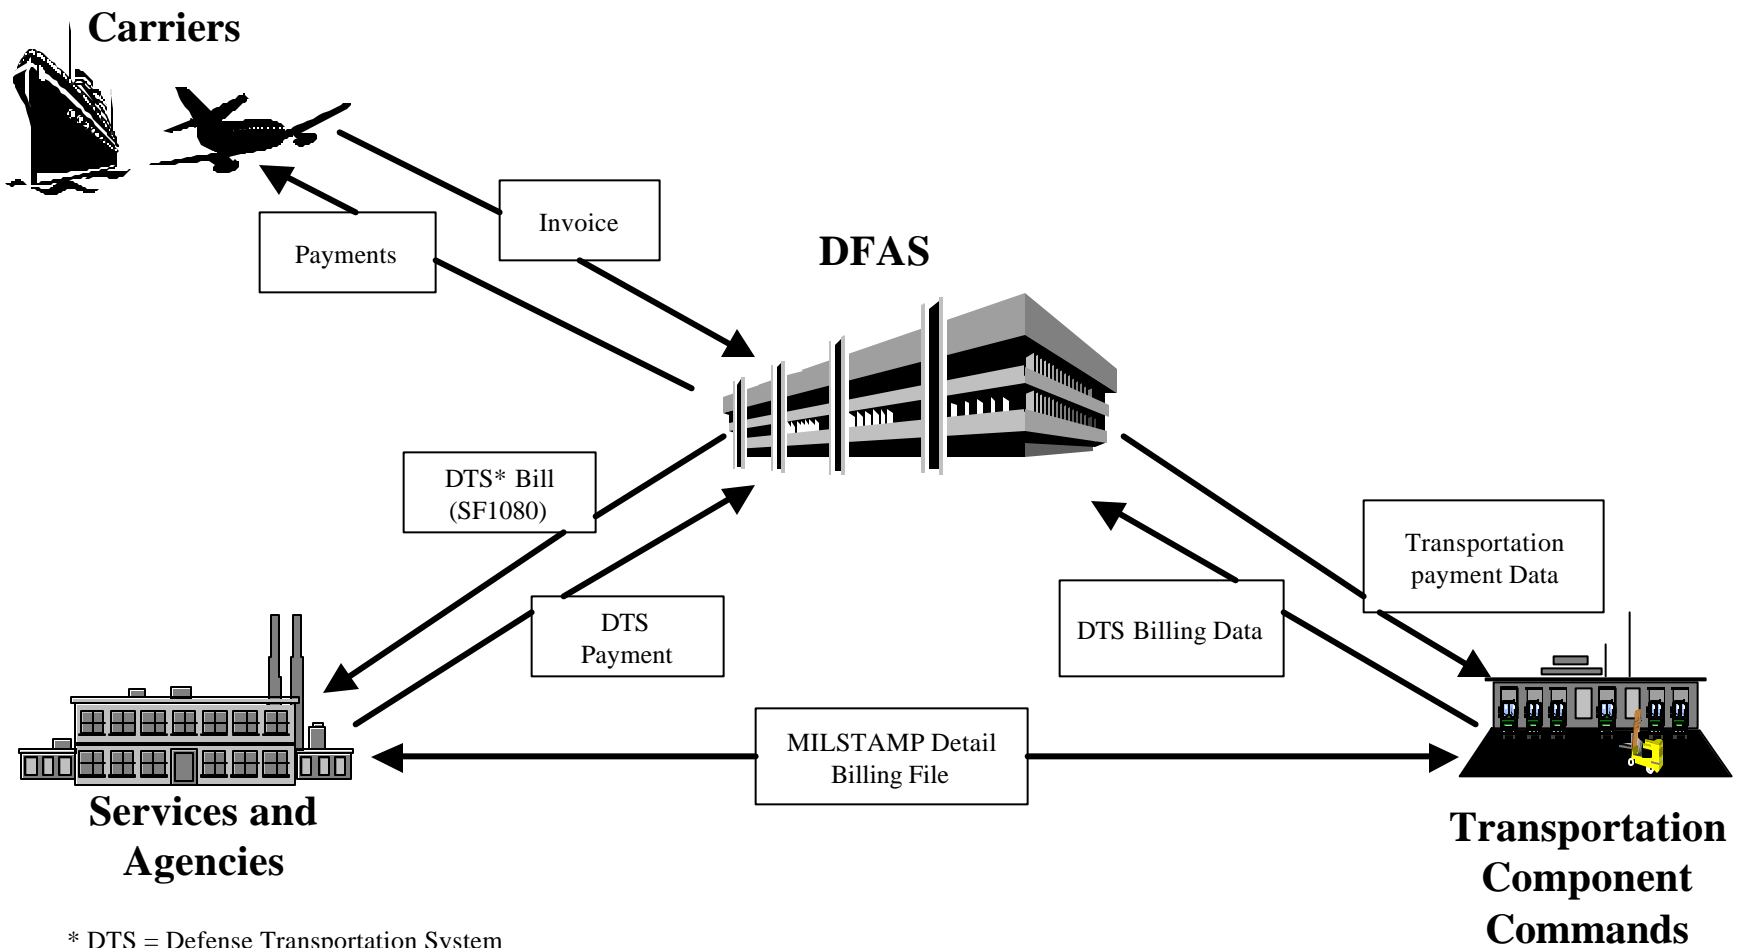 Carriers
Invoice
Payments
DFAS
DTS* Bill
(SF1080)
Transportation
payment Data
DTS
Payment
DTS Billing Data
MILSTAMP Detail
Billing File
Services and
Agencies
Transportation
Component
Commands
* DTS = Defense Transportation System